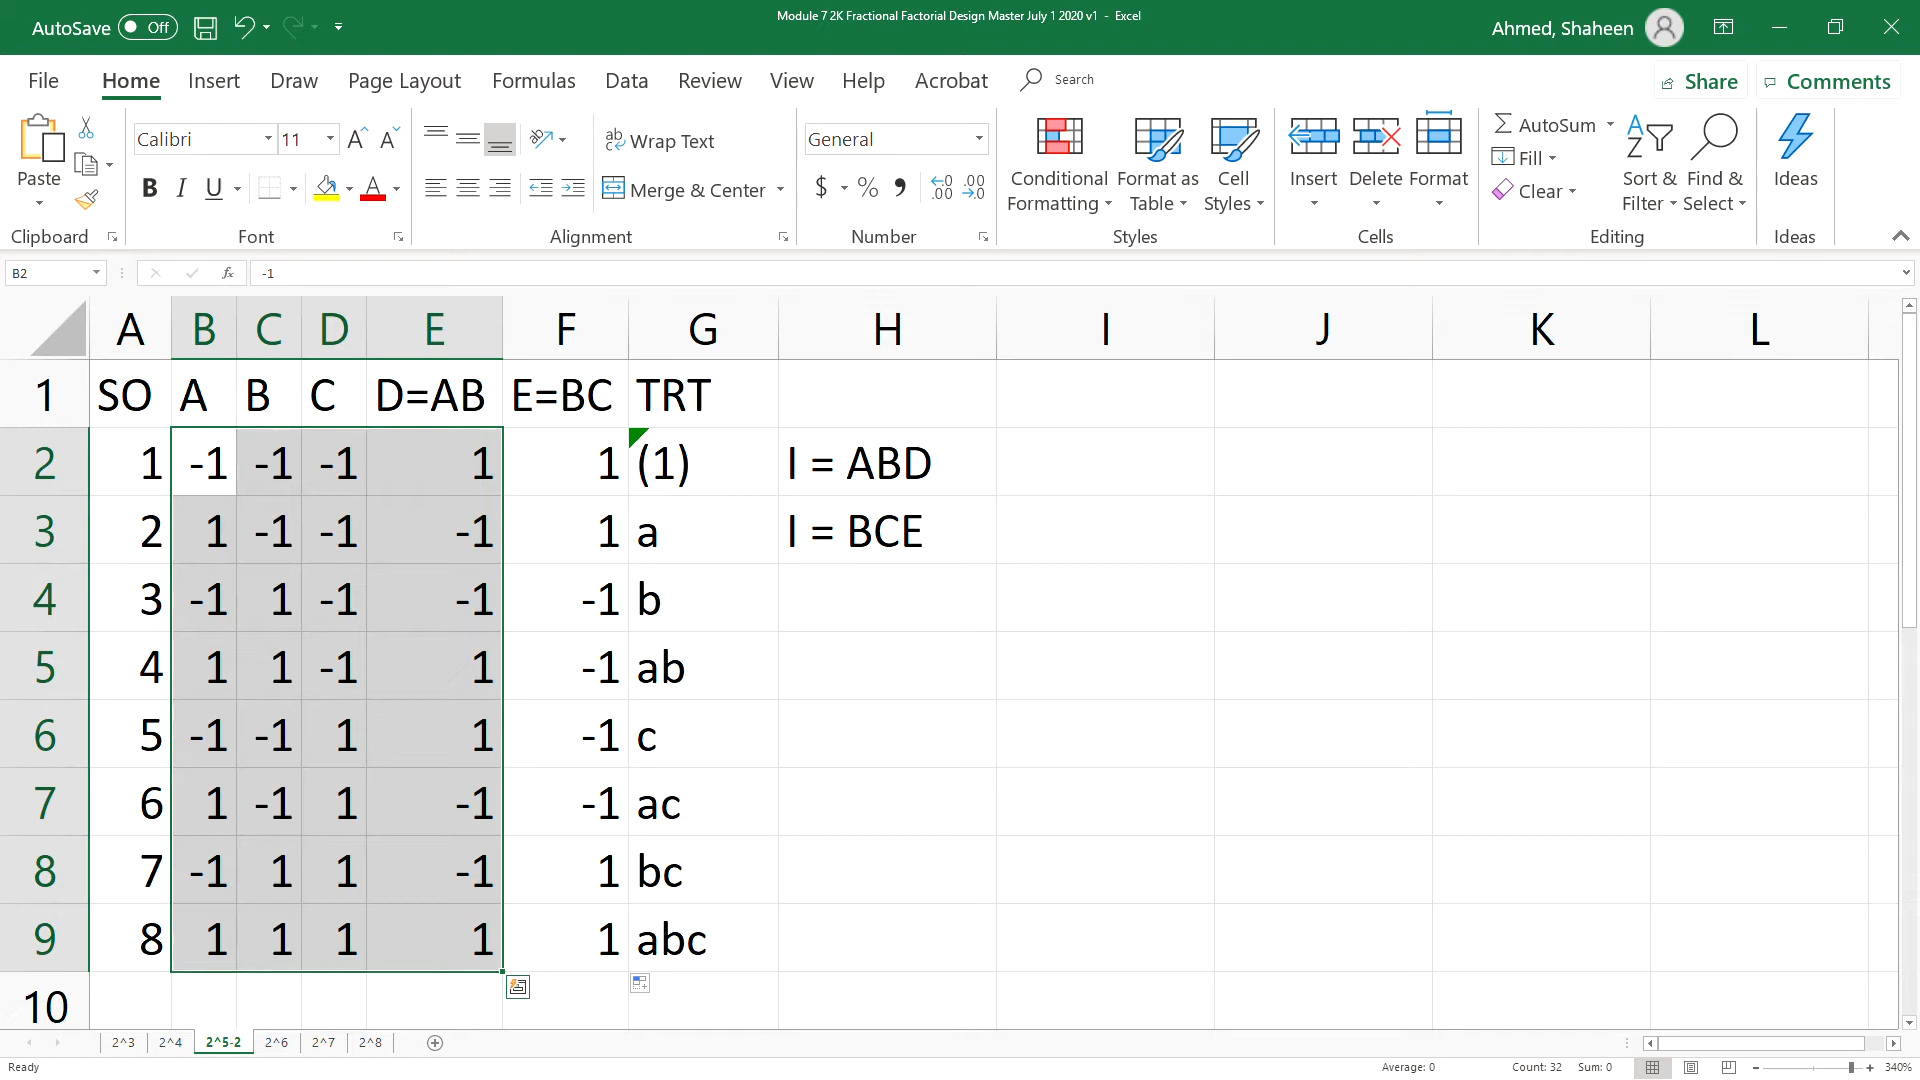 AutoSave Off Module 7 2K Fractional Factorial Design Master July 1 2020 v1 - Excel Ahmed, Shaheen
File Home Insert Draw Page Layout Formulas Data Review View Help Acrobat Search Share Comments
Paste Calibri 11 A A ab Wrap Text General Conditional Formatting Format as Table Cell Styles Insert Delete Format AutoSum Fill Clear Sort & Filter Find & Select Ideas
B I U A Merge & Center $ %
Clipboard Font Alignment Number Styles Cells Editing Ideas
B2 fx -1
A B C D E F G H I J K L
1 SO A B C D=AB E=BC TRT
2 1 -1 -1 -1 1 1 (1) I = ABD
3 2 1 -1 -1 -1 1 a I = BCE
4 3 -1 1 -1 -1 -1 b
5 4 1 1 -1 1 -1 ab
6 5 -1 -1 1 1 -1 c
7 6 1 -1 1 -1 -1 ac
8 7 -1 1 1 -1 1 bc
9 8 1 1 1 1 1 abc
10
2^3 2^4 2^5-2 2^6 2^7 2^8
Ready Average: 0 Count: 32 Sum: 0 340%